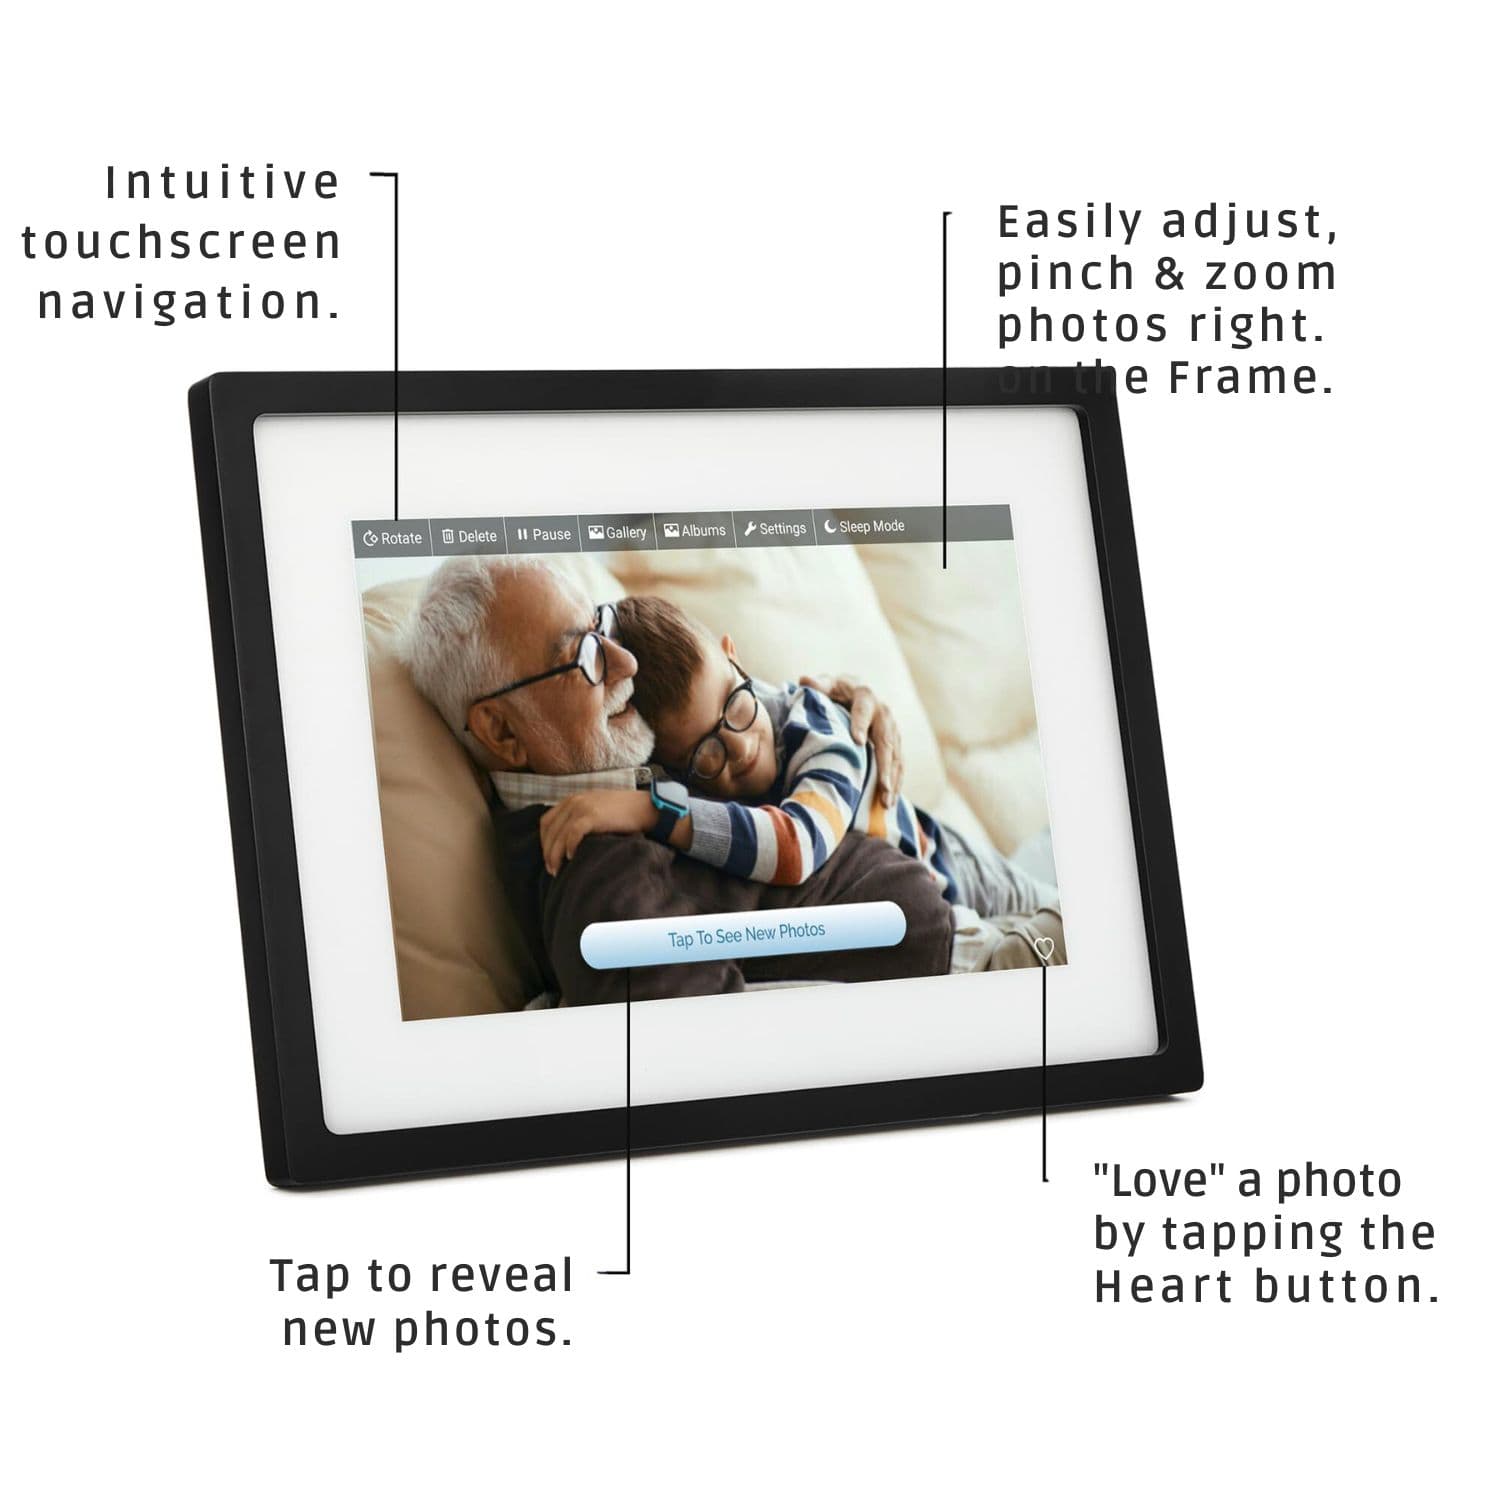 Intuitive
touchscreen
navigation.
Easily adjust,
pinch & zoom
photos right.
on the Frame.
Rotate Delete Pause Gallery Albums Settings Sleep Mode
Tap To See New Photos
"Love" a photo
by tapping the
Heart button.
Tap to reveal
new photos.